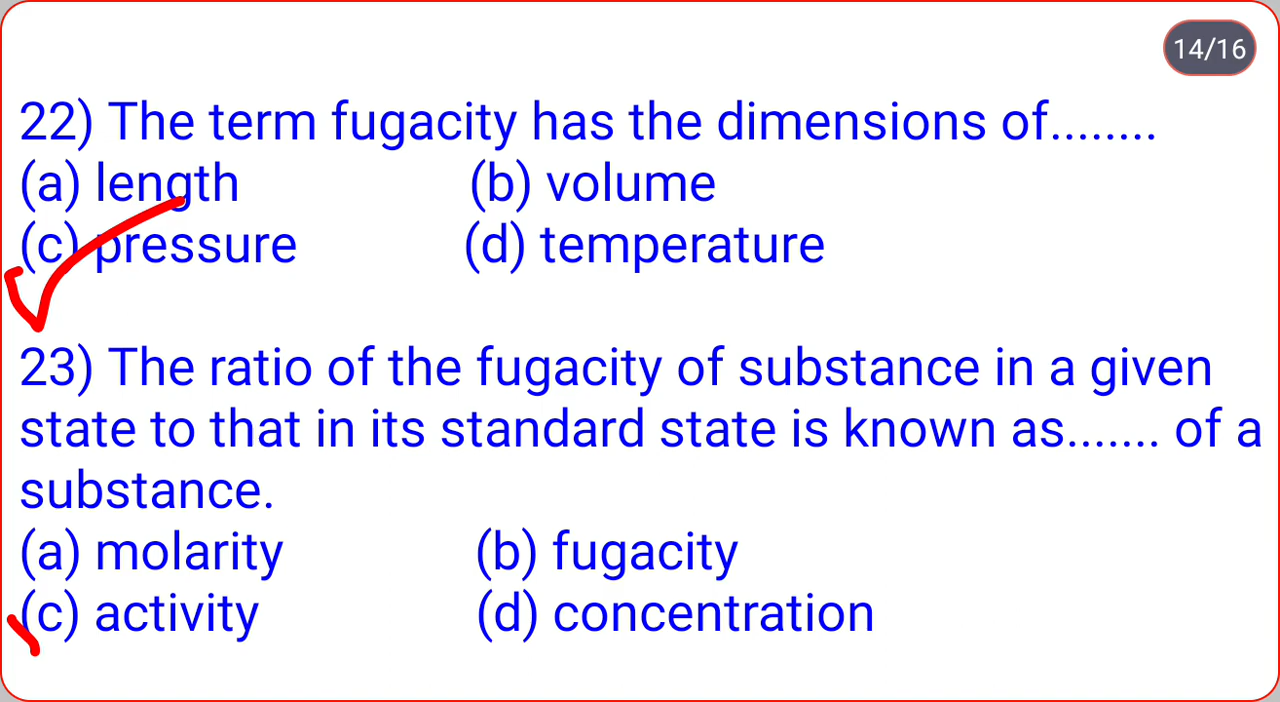 14/16
22) The term fugacity has the dimensions of........
(a) length (b) volume
(c) pressure (d) temperature
23) The ratio of the fugacity of substance in a given
state to that in its standard state is known as....... of a
substance.
(a) molarity (b) fugacity
(c) activity (d) concentration